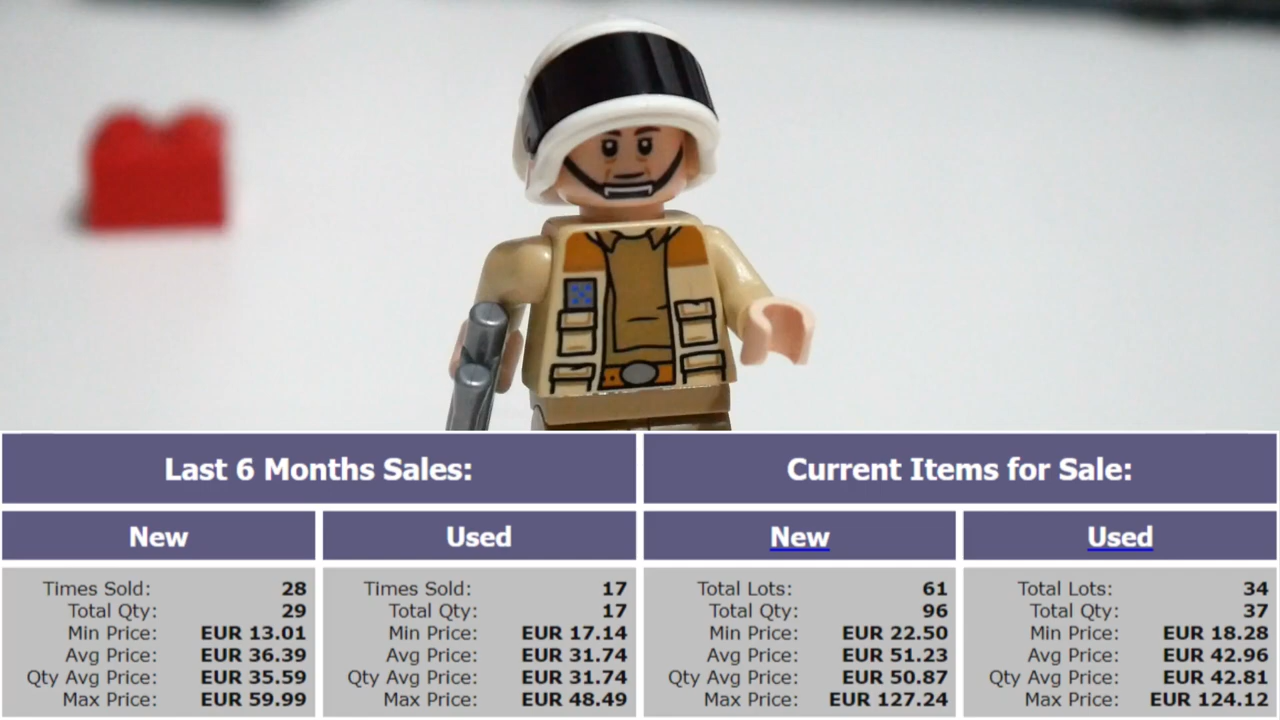 Last 6 Months Sales:
Current Items for Sale:
New
Used
New
Used
Times Sold: 28
Total Qty: 29
Min Price: EUR 13.01
Avg Price: EUR 36.39
Qty Avg Price: EUR 35.59
Max Price: EUR 59.99
Times Sold: 17
Total Qty: 17
Min Price: EUR 17.14
Avg Price: EUR 31.74
Qty Avg Price: EUR 31.74
Max Price: EUR 48.49
Total Lots: 61
Total Qty: 96
Min Price: EUR 22.50
Avg Price: EUR 51.23
Qty Avg Price: EUR 50.87
Max Price: EUR 127.24
Total Lots: 34
Total Qty: 37
Min Price: EUR 18.28
Avg Price: EUR 42.96
Qty Avg Price: EUR 42.81
Max Price: EUR 124.12